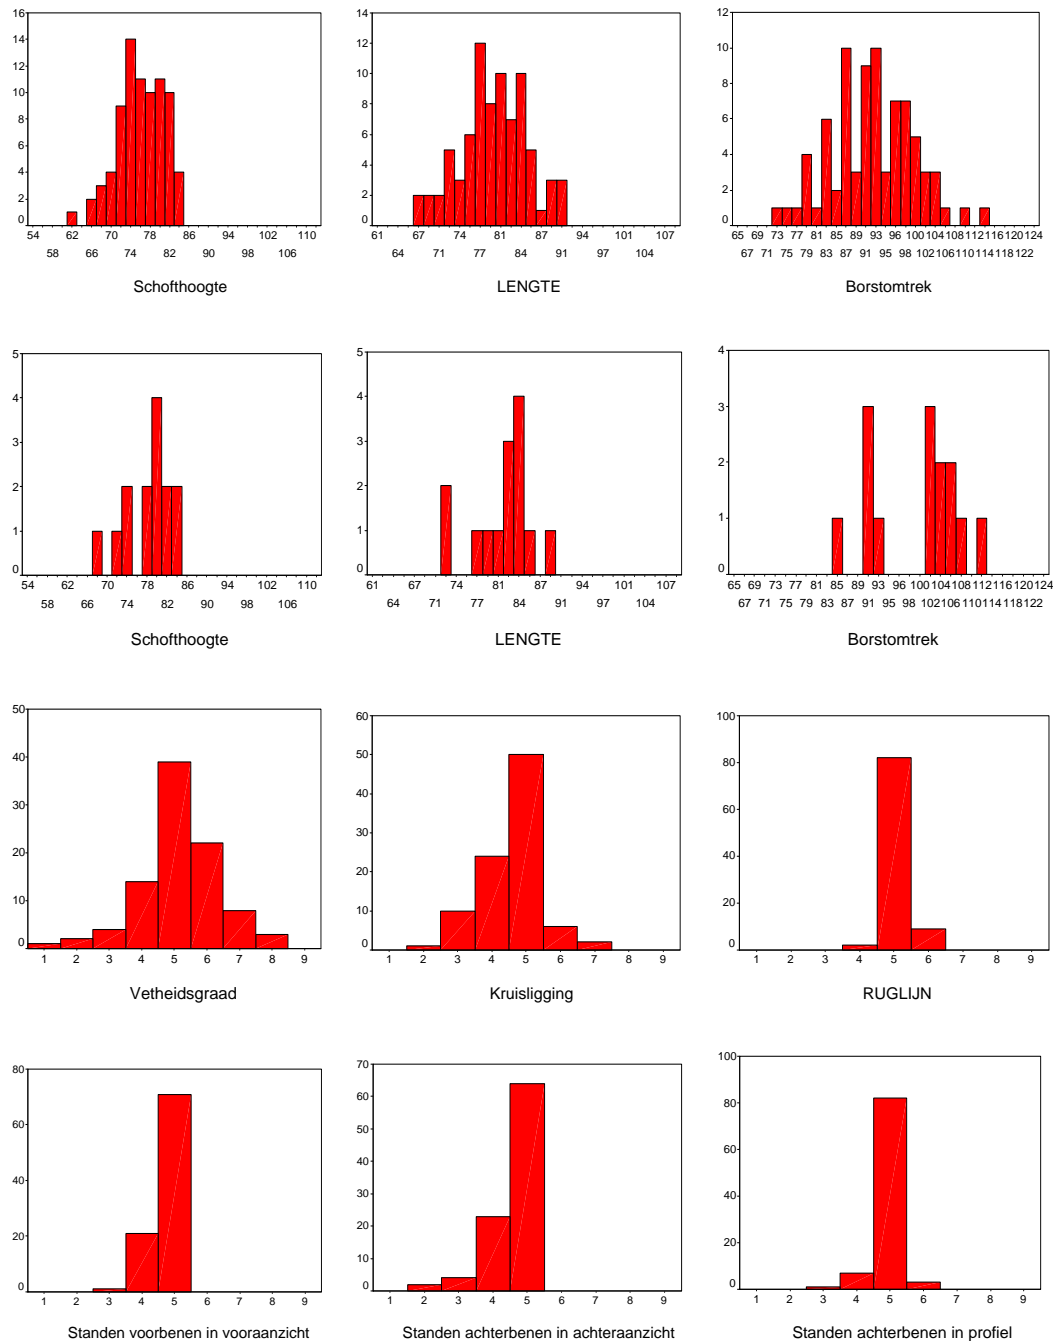 16
14
12
10
8
6
4
2
0
54 62 70 78 86 94 102 110
58 66 74 82 90 98 106
Schofthoogte
14
12
10
8
6
4
2
0
61 67 74 81 87 94 101 107
64 71 77 84 91 97 104
LENGTE
12
10
8
6
4
2
0
65 69 73 77 81 85 89 93 96 100 104 108 112 116 120 124
67 71 75 79 83 87 91 95 98 102 106 110 114 118 122
Borstomtrek
5
4
3
2
1
0
54 62 70 78 86 94 102 110
58 66 74 82 90 98 106
Schofthoogte
5
4
3
2
1
0
61 67 74 81 87 94 101 107
64 71 77 84 91 97 104
LENGTE
4
3
2
1
0
65 69 73 77 81 85 89 93 96 100 104 108 112 116 120 124
67 71 75 79 83 87 91 95 98 102 106 110 114 118 122
Borstomtrek
50
40
30
20
10
0
1 2 3 4 5 6 7 8 9
Vetheidsgraad
60
50
40
30
20
10
0
1 2 3 4 5 6 7 8 9
Kruisligging
100
80
60
40
20
0
1 2 3 4 5 6 7 8 9
RUGLIJN
80
60
40
20
0
1 2 3 4 5 6 7 8 9
Standen voorbenen in vooraanzicht
70
60
50
40
30
20
10
0
1 2 3 4 5 6 7 8 9
Standen achterbenen in achteraanzicht
100
80
60
40
20
0
1 2 3 4 5 6 7 8 9
Standen achterbenen in profiel